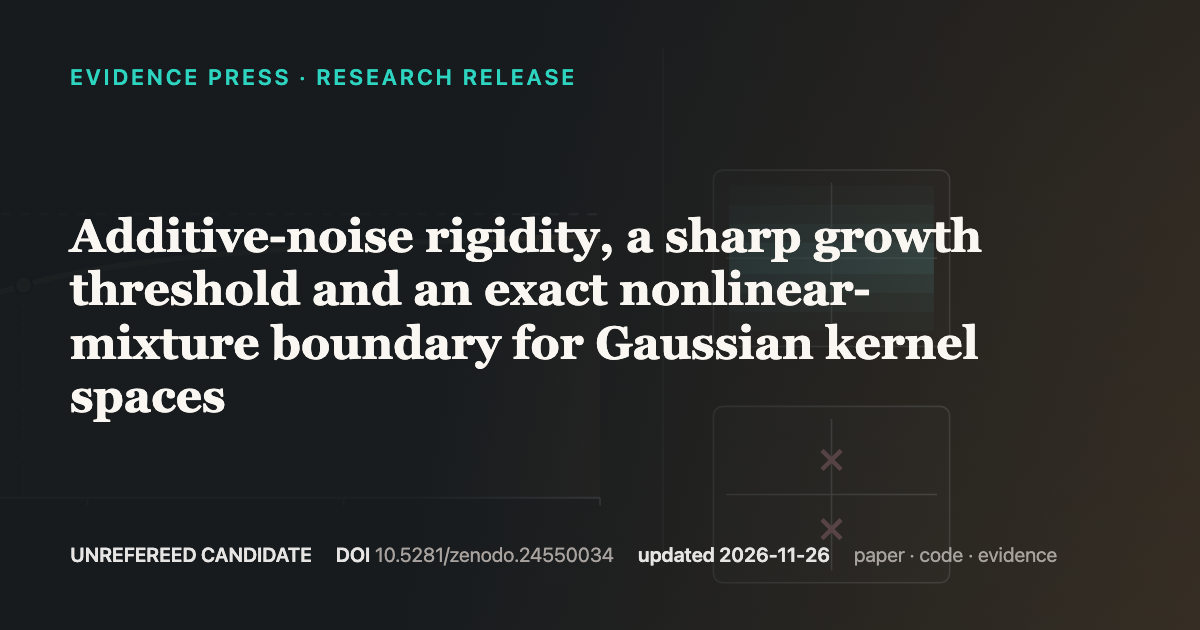 EVIDENCE PRESS · RESEARCH RELEASE
Additive-noise rigidity, a sharp growth
threshold and an exact nonlinear-
mixture boundary for Gaussian kernel
spaces
UNREFEREED CANDIDATE DOI 10.5281/zenodo.24550034 updated 2026-11-26 paper · code · evidence